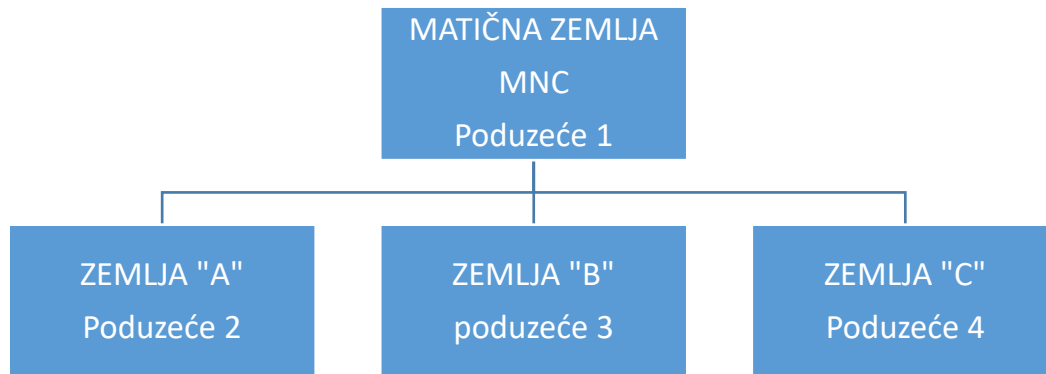 MATIČNA ZEMLJA
MNC
Poduzeće 1
ZEMLJA "A"
Poduzeće 2
ZEMLJA "B"
poduzeće 3
ZEMLJA "C"
Poduzeće 4